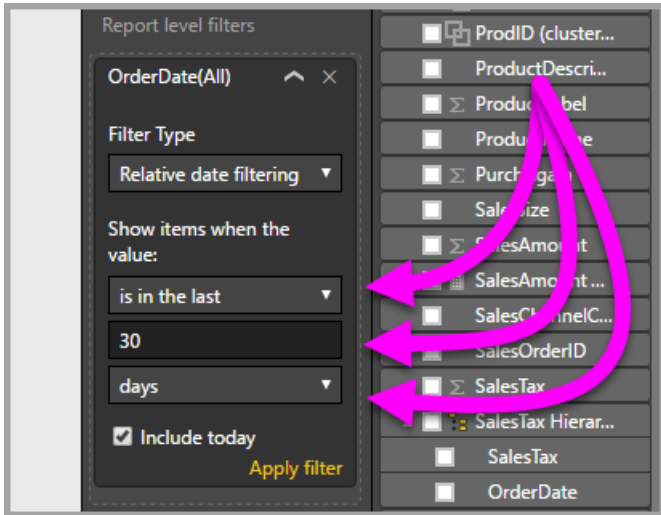 Report level filters
OrderDate(All)
Filter Type
Relative date filtering
Show items when the
value:
is in the last
30
days
Include today
Apply filter
ProdID (cluster...
ProductDescri...
SalesAmount ...
SalesOrderID
SalesTax
SalesTax Hierar...
SalesTax
OrderDate